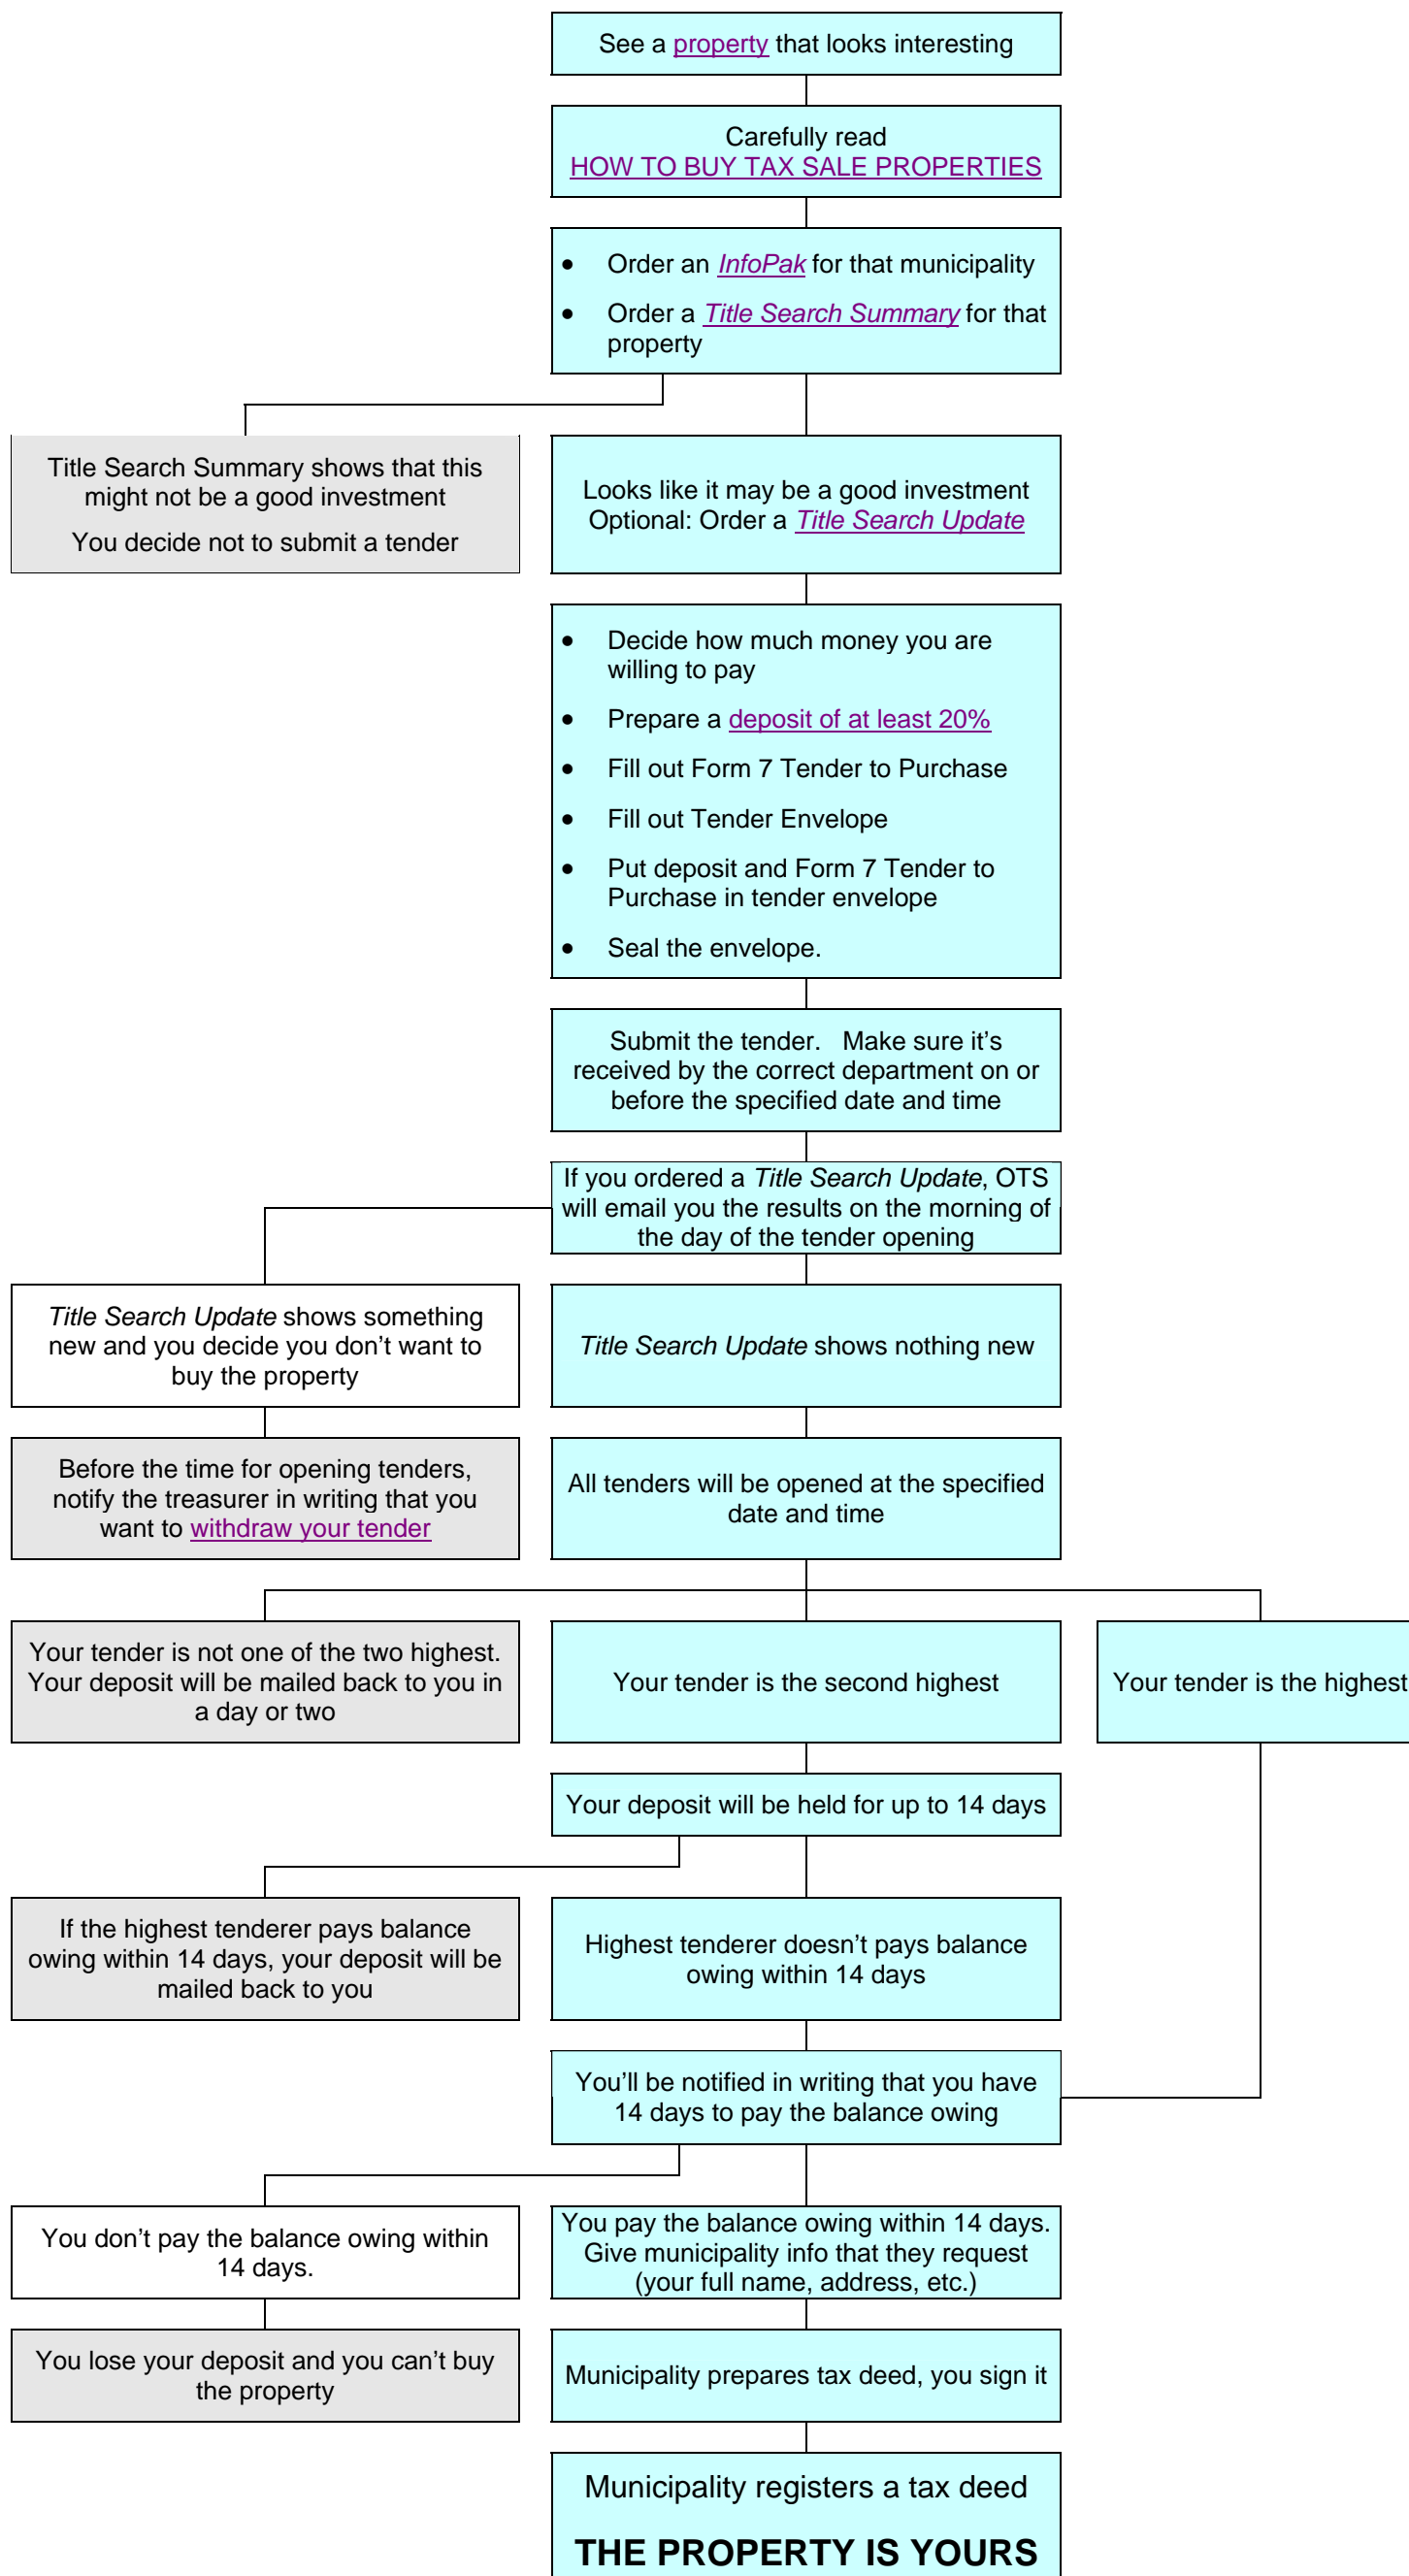 See a property that looks interesting
Carefully read
HOW TO BUY TAX SALE PROPERTIES
• Order an InfoPak for that municipality
• Order a Title Search Summary for that
property
Title Search Summary shows that this
might not be a good investment
You decide not to submit a tender
Looks like it may be a good investment
Optional: Order a Title Search Update
• Decide how much money you are
willing to pay
• Prepare a deposit of at least 20%
• Fill out Form 7 Tender to Purchase
• Fill out Tender Envelope
• Put deposit and Form 7 Tender to
Purchase in tender envelope
• Seal the envelope.
Submit the tender.   Make sure it's
received by the correct department on or
before the specified date and time
If you ordered a Title Search Update, OTS
will email you the results on the morning of
the day of the tender opening
Title Search Update shows something
new and you decide you don't want to
buy the property
Title Search Update shows nothing new
Before the time for opening tenders,
notify the treasurer in writing that you
want to withdraw your tender
All tenders will be opened at the specified
date and time
Your tender is not one of the two highest.
Your deposit will be mailed back to you in
a day or two
Your tender is the second highest
Your tender is the highest
Your deposit will be held for up to 14 days
If the highest tenderer pays balance
owing within 14 days, your deposit will be
mailed back to you
Highest tenderer doesn't pays balance
owing within 14 days
You'll be notified in writing that you have
14 days to pay the balance owing
You don't pay the balance owing within
14 days.
You pay the balance owing within 14 days.
Give municipality info that they request
(your full name, address, etc.)
You lose your deposit and you can't buy
the property
Municipality prepares tax deed, you sign it
Municipality registers a tax deed
THE PROPERTY IS YOURS